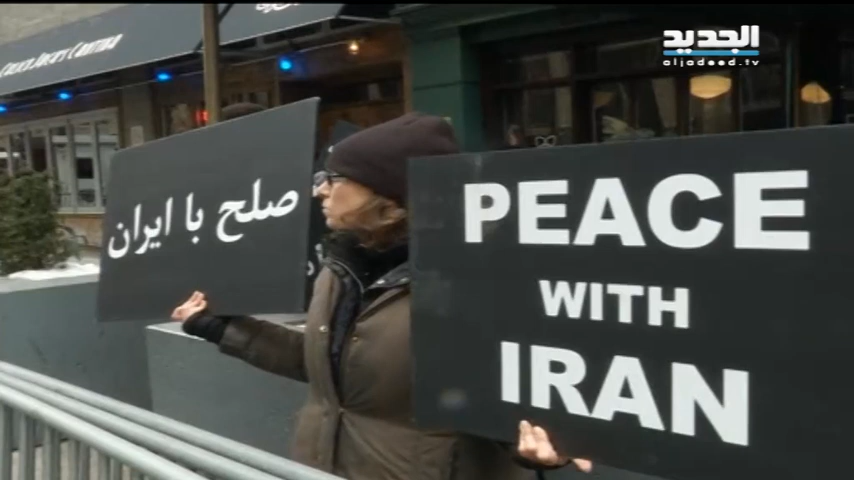 الجديد
aljadeed.tv
صلح با ایران
PEACE
WITH
IRAN